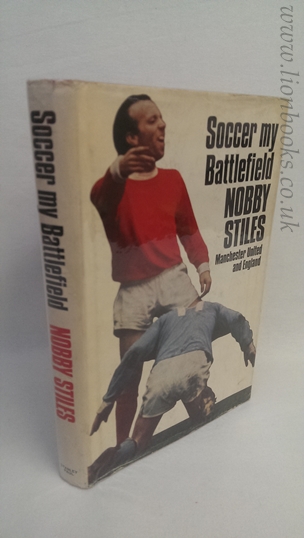 Soccer my
Battlefield
NOBBY
STILES
Manchester United
and England
Soccer my Battlefield NOBBY STILES
www.lionbooks.co.uk